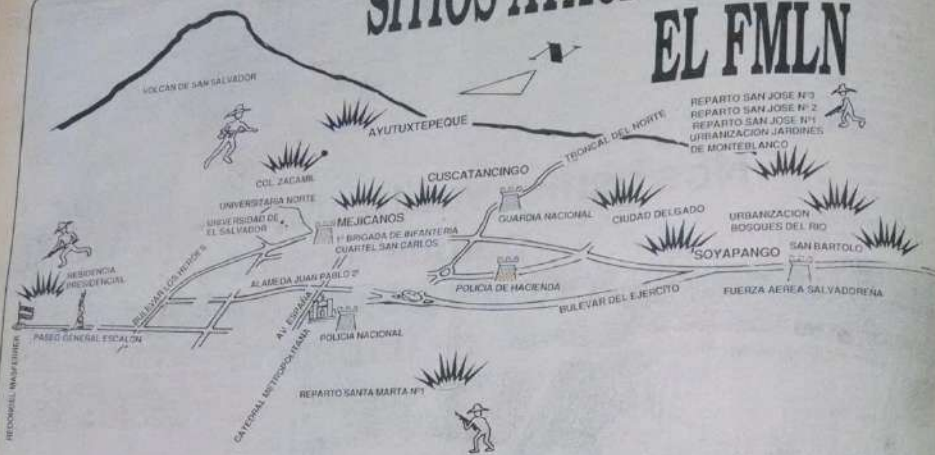 SITIOS
EL FMLN
VOLCAN DE SAN SALVADOR
AYUTUXTEPEQUE
REPARTO SAN JOSE Nº3
REPARTO SAN JOSE Nº 2
REPARTO SAN JOSE Nº1
URBANIZACION JARDINES
DE MONTEBLANCO
TRONCAL DEL NORTE
COL. ZACAMIL
CUSCATANCINGO
UNIVERSITARIA NORTE
UNIVERSIDAD DE
EL SALVADOR
MEJICANOS
1ª BRIGADA DE INFANTERIA
CUARTEL SAN CARLOS
GUARDIA NACIONAL
CIUDAD DELGADO
URBANIZACION
BOSQUES DEL RIO
SOYAPANGO
SAN BARTOLO
RESIDENCIA
PRESIDENCIAL
BULEVAR LOS HEROES
ALAMEDA JUAN PABLO 2º
POLICIA DE HACIENDA
BULEVAR DEL EJERCITO
FUERZA AEREA SALVADOREÑA
PASEO GENERAL ESCALON
AV. ESPAÑA
POLICIA NACIONAL
REDONDEL MASFERRER
CATEDRAL METROPOLITANA
REPARTO SANTA MARTA Nº1